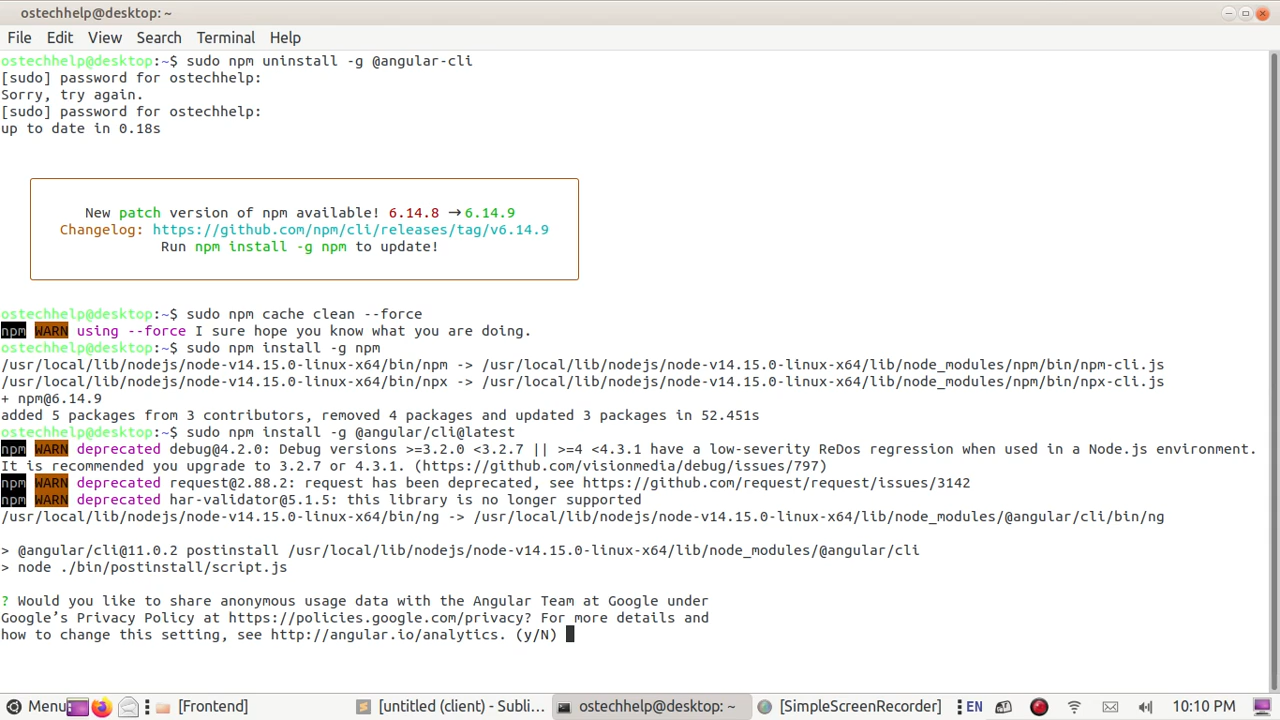 ostechhelp@desktop: ~
File Edit View Search Terminal Help
ostechhelp@desktop:~$ sudo npm uninstall -g @angular-cli
[sudo] password for ostechhelp:
Sorry, try again.
[sudo] password for ostechhelp:
up to date in 0.18s
New patch version of npm available! 6.14.8 → 6.14.9
Changelog: https://github.com/npm/cli/releases/tag/v6.14.9
Run npm install -g npm to update!
ostechhelp@desktop:~$ sudo npm cache clean --force
npm WARN using --force I sure hope you know what you are doing.
ostechhelp@desktop:~$ sudo npm install -g npm
/usr/local/lib/nodejs/node-v14.15.0-linux-x64/bin/npm -> /usr/local/lib/nodejs/node-v14.15.0-linux-x64/lib/node_modules/npm/bin/npm-cli.js
/usr/local/lib/nodejs/node-v14.15.0-linux-x64/bin/npx -> /usr/local/lib/nodejs/node-v14.15.0-linux-x64/lib/node_modules/npm/bin/npx-cli.js
+ npm@6.14.9
added 5 packages from 3 contributors, removed 4 packages and updated 3 packages in 52.451s
ostechhelp@desktop:~$ sudo npm install -g @angular/cli@latest
npm WARN deprecated debug@4.2.0: Debug versions >=3.2.0 <3.2.7 || >=4 <4.3.1 have a low-severity ReDos regression when used in a Node.js environment.
It is recommended you upgrade to 3.2.7 or 4.3.1. (https://github.com/visionmedia/debug/issues/797)
npm WARN deprecated request@2.88.2: request has been deprecated, see https://github.com/request/request/issues/3142
npm WARN deprecated har-validator@5.1.5: this library is no longer supported
/usr/local/lib/nodejs/node-v14.15.0-linux-x64/bin/ng -> /usr/local/lib/nodejs/node-v14.15.0-linux-x64/lib/node_modules/@angular/cli/bin/ng
> @angular/cli@11.0.2 postinstall /usr/local/lib/nodejs/node-v14.15.0-linux-x64/lib/node_modules/@angular/cli
> node ./bin/postinstall/script.js
? Would you like to share anonymous usage data with the Angular Team at Google under
Google’s Privacy Policy at https://policies.google.com/privacy? For more details and
how to change this setting, see http://angular.io/analytics. (y/N)
Menu [Frontend] [untitled (client) - Subli... ostechhelp@desktop: ~ [SimpleScreenRecorder] EN 10:10 PM